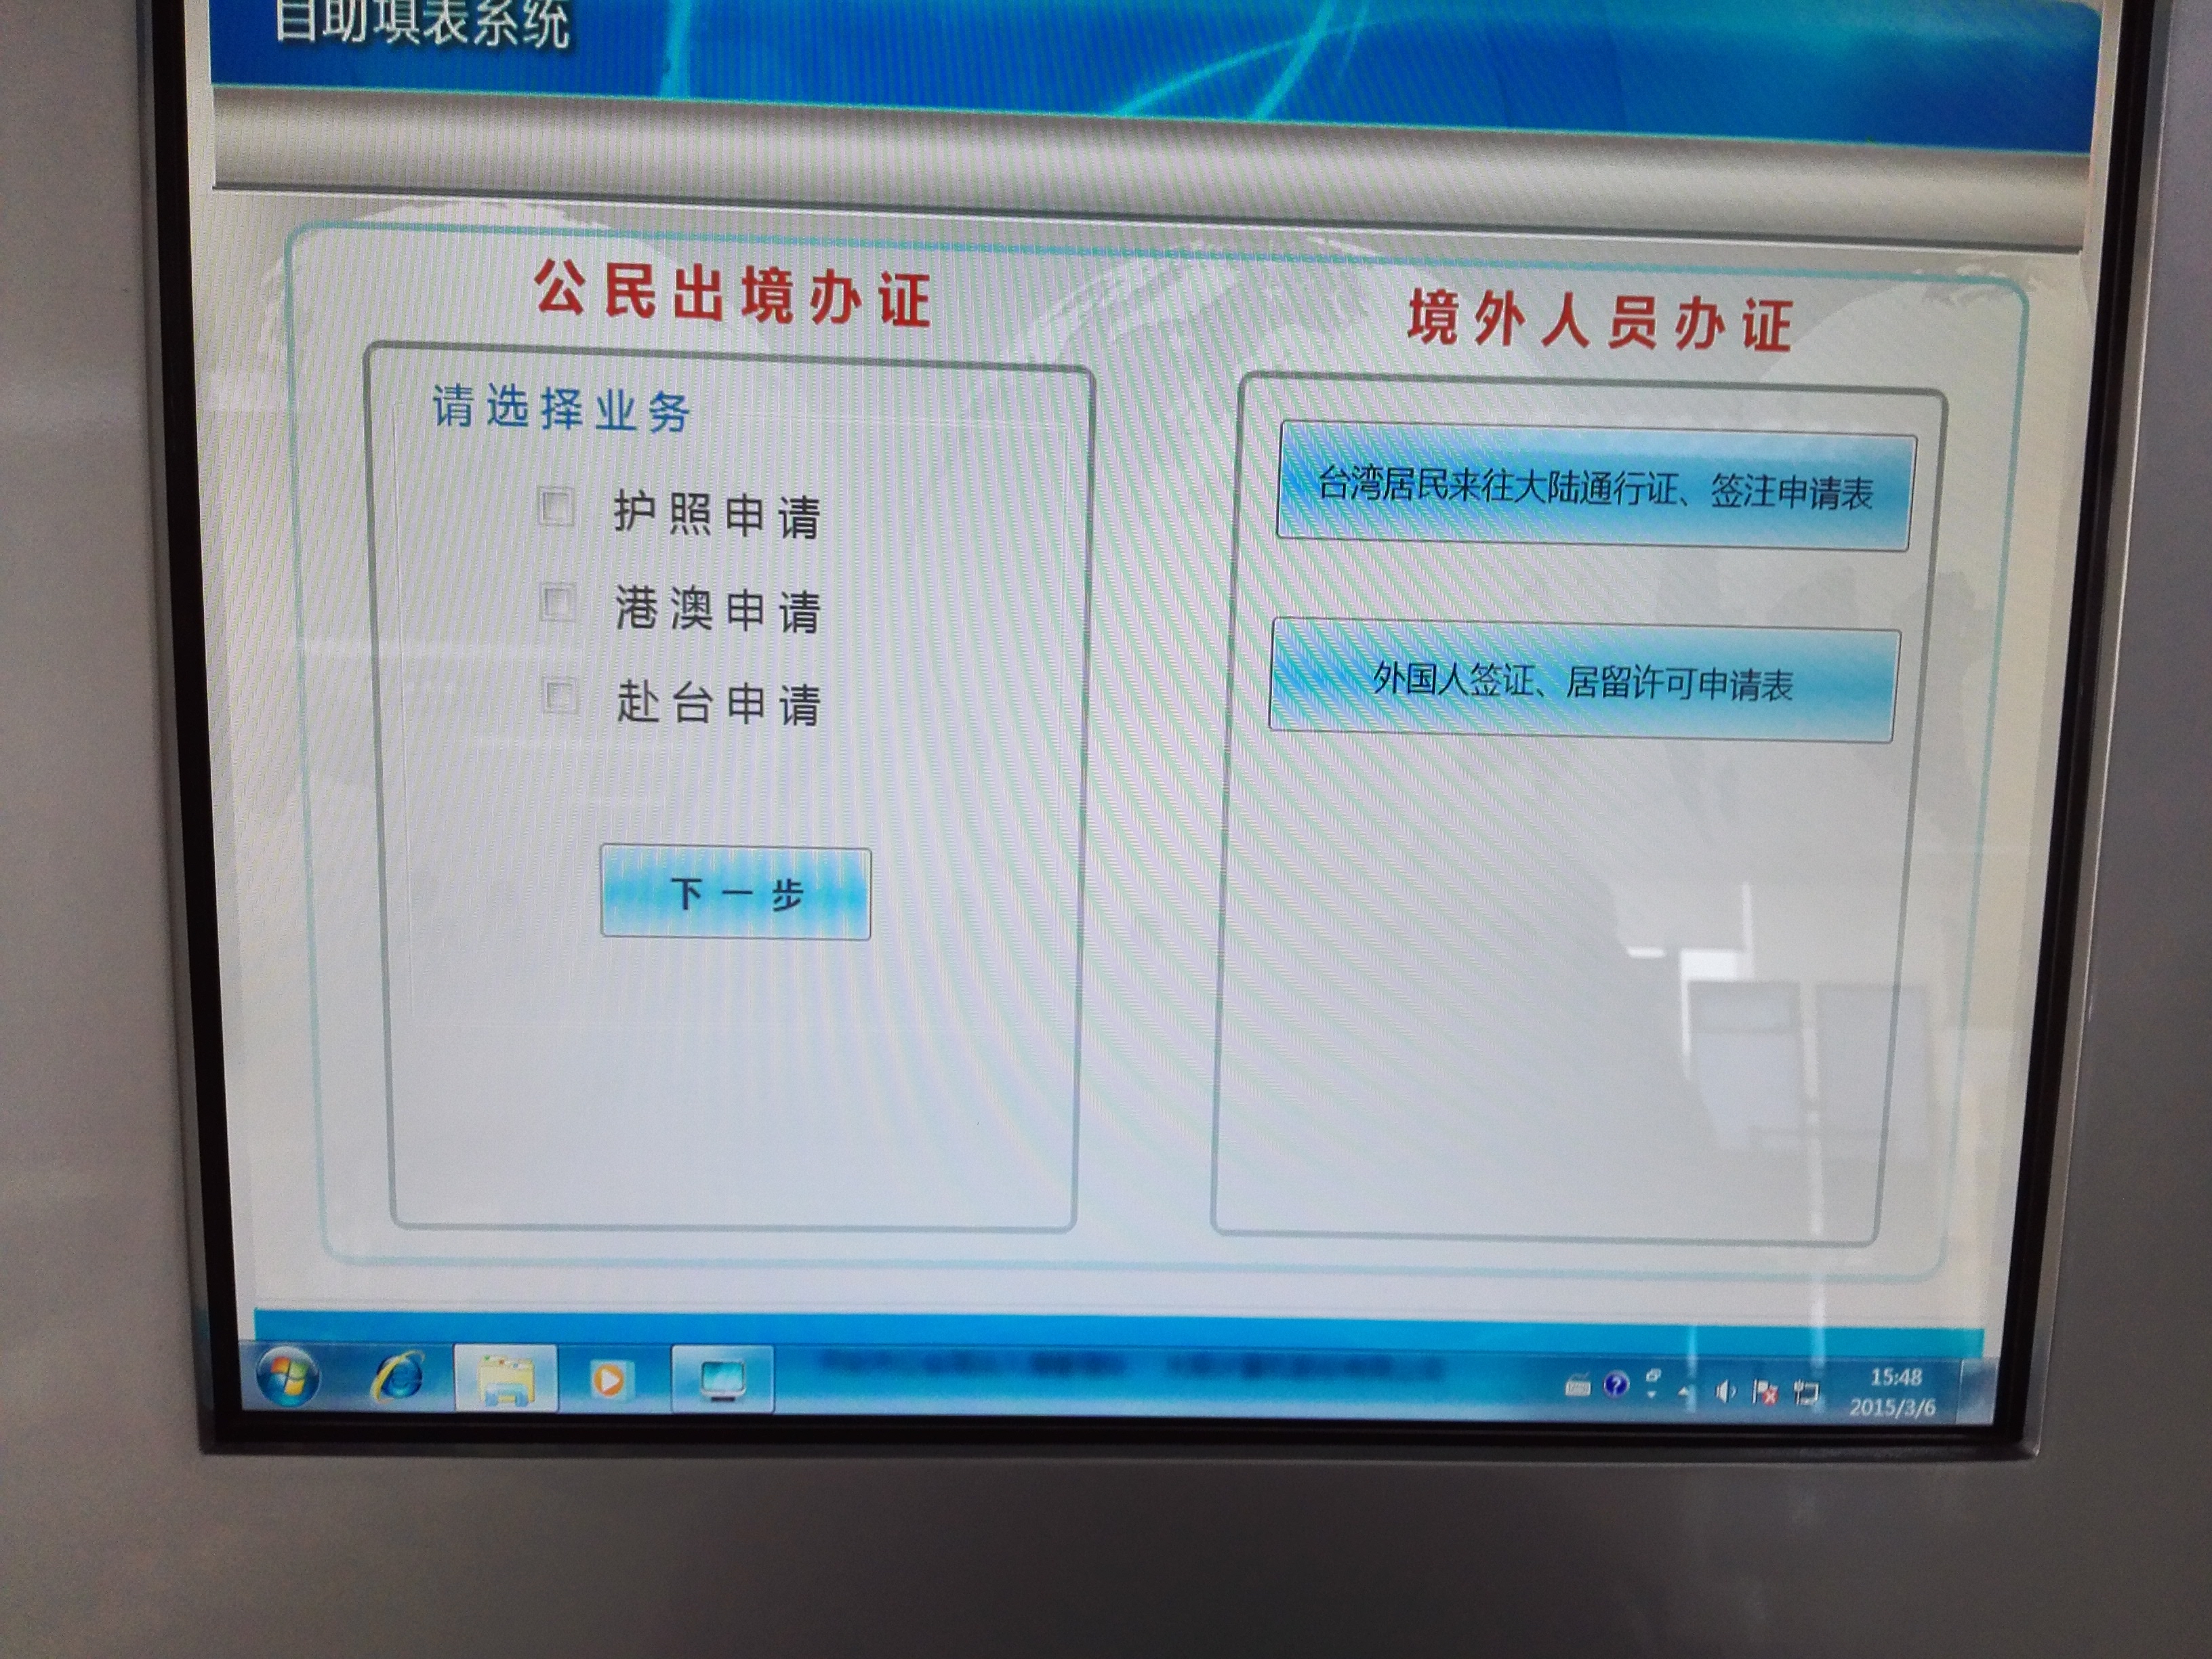 自助填表系统
公民出境办证
请选择业务
护照申请
港澳申请
赴台申请
下一步
境外人员办证
台湾居民来往大陆通行证、签注申请表
外国人签证、居留许可申请表
15:48
2015/3/6